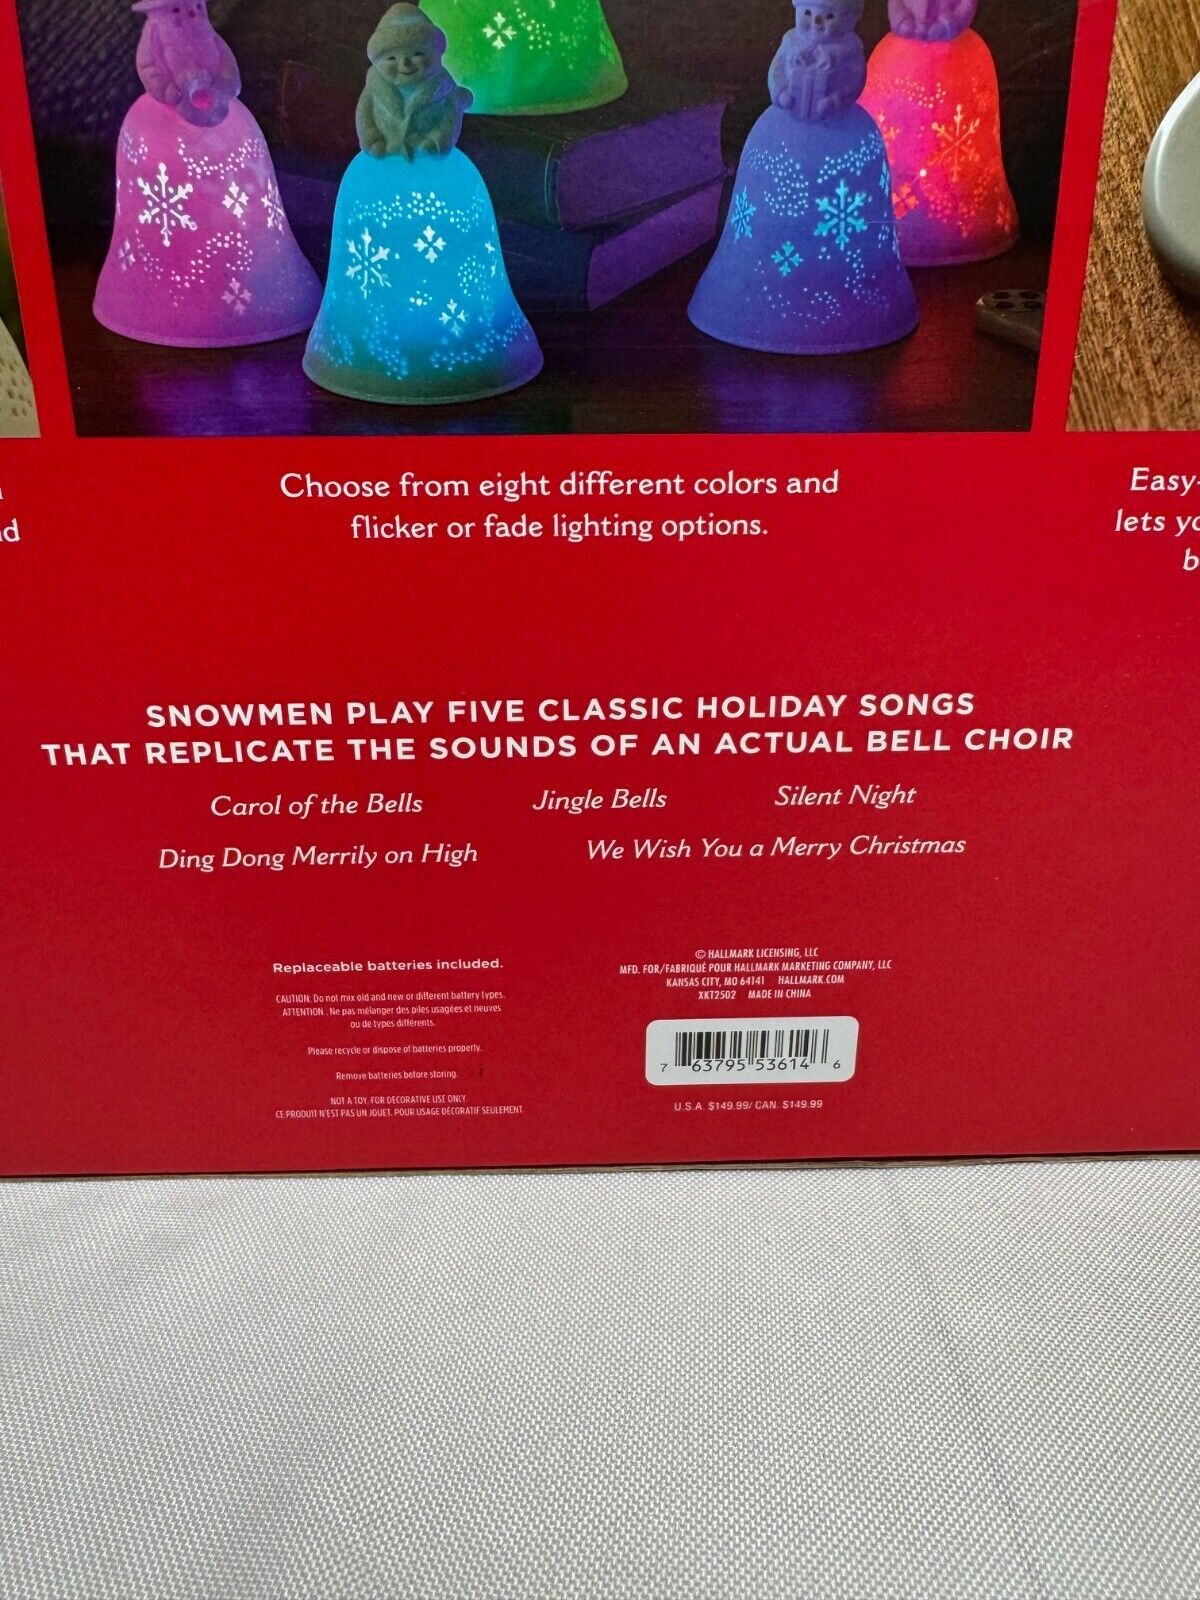 Choose from eight different colors and
flicker or fade lighting options.
Easy-
lets
SNOWMEN PLAY FIVE CLASSIC HOLIDAY SONGS
THAT REPLICATE THE SOUNDS OF AN ACTUAL BELL CHOIR
Carol of the Bells Jingle Bells Silent Night
Ding Dong Merrily on High We Wish You a Merry Christmas
Replaceable batteries included.
CAUTION: Do not mix old and new or different battery types.
ATTENTION : Ne pas mélanger des piles usagées et neuves
ou de types différents.
Please recycle or dispose of batteries properly.
Remove batteries before storing.
NOT A TOY. FOR DECORATIVE USE ONLY.
CE PRODUIT N'EST PAS UN JOUET. POUR USAGE DÉCORATIF SEULEMENT.
© HALLMARK LICENSING, LLC
MFD. FOR/FABRIQUÉ POUR HALLMARK MARKETING COMPANY, LLC
KANSAS CITY, MO 64141 HALLMARK.COM
XKT2502 MADE IN CHINA
7 63795 53614 6
U.S.A. $149.99/ CAN. $149.99